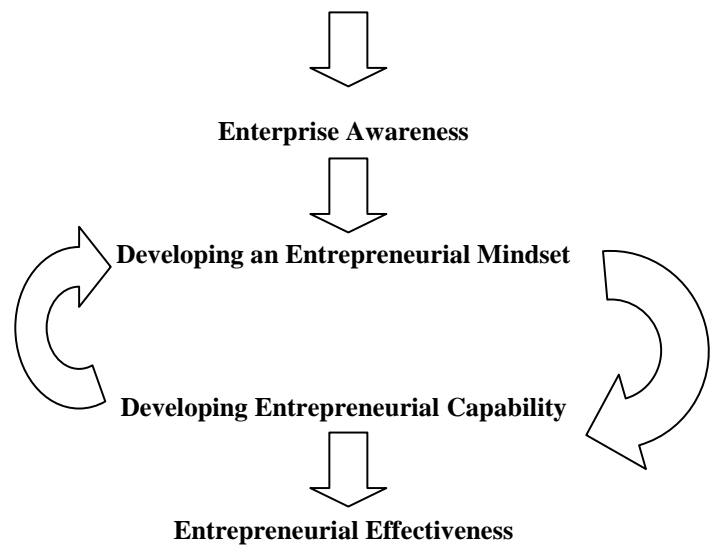 Enterprise Awareness
Developing an Entrepreneurial Mindset
Developing Entrepreneurial Capability
Entrepreneurial Effectiveness